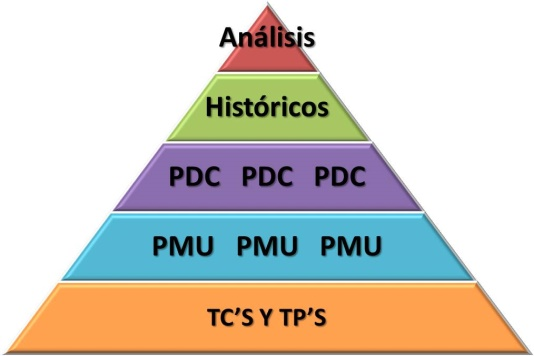 Análisis
Históricos
PDC PDC PDC
PMU PMU PMU
TC’S Y TP’S